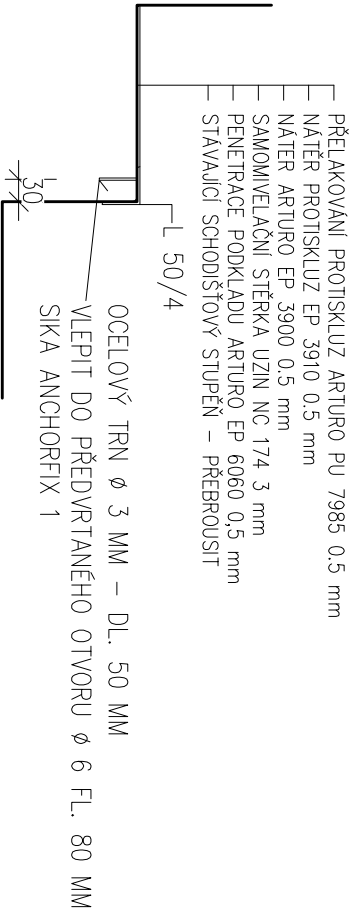 PŘELAKOVÁNÍ PROTISKLUZ ARTURO PU 7985 0.5 mm
NÁTĚR PROTISKLUZ EP 3910 0.5 mm
NÁTER ARTURO EP 3900 0.5 mm
SAMOMIVELAČNÍ STĚRKA UZIN NC 174 3 mm
PENETRACE PODKLADU ARTURO EP 6060 0,5 mm
STÁVAJÍCÍ SCHODIŠŤOVÝ STUPĚŇ – PŘEBROUSIT
L 50/4
OCELOVÝ TRN ø 3 MM – DL. 50 MM
VLEPIT DO PŘEDVRTANÉHO OTVORU ø 6 FL. 80 MM
SIKA ANCHORFIX 1
30